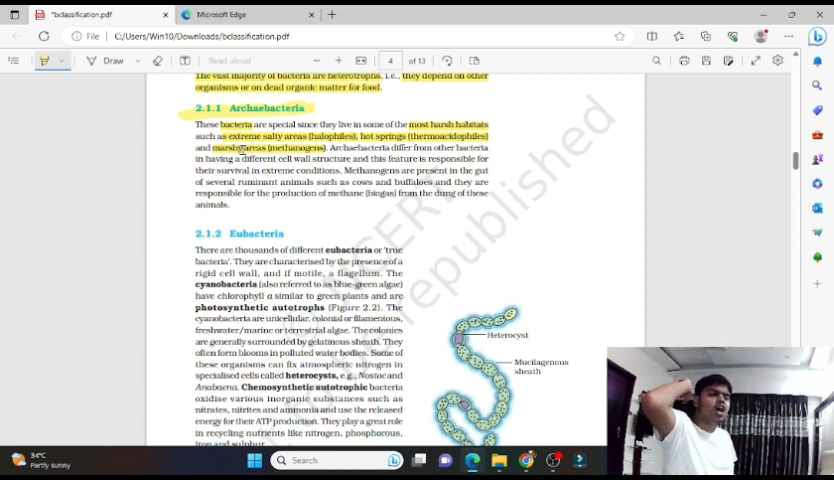 *bclassification.pdf
Microsoft Edge
File
C:/Users/Win10/Downloads/bclassification.pdf
Draw
Read aloud
4
of 13
The vast majority of bacteria are heterotrophs, i.e., they depend on other
organisms or on dead organic matter for food.
2.1.1 Archaebacteria
These bacteria are special since they live in some of the most harsh habitats
such as extreme salty areas (halophiles), hot springs (thermoacidophiles)
and marshy areas (methanogens). Archaebacteria differ from other bacteria
in having a different cell wall structure and this feature is responsible for
their survival in extreme conditions. Methanogens are present in the gut
of several ruminant animals such as cows and buffaloes and they are
responsible for the production of methane (biogas) from the dung of these
animals.
2.1.2 Eubacteria
There are thousands of different eubacteria or 'true
bacteria'. They are characterised by the presence of a
rigid cell wall, and if motile, a flagellum. The
cyanobacteria (also referred to as blue-green algae)
have chlorophyll a similar to green plants and are
photosynthetic autotrophs (Figure 2.2). The
cyanobacteria are unicellular, colonial or filamentous,
freshwater/marine or terrestrial algae. The colonies
are generally surrounded by gelatinous sheath. They
often form blooms in polluted water bodies. Some of
these organisms can fix atmospheric nitrogen in
specialised cells called heterocysts, e.g., Nostoc and
Anabaena. Chemosynthetic autotrophic bacteria
oxidise various inorganic substances such as
nitrates, nitrites and ammonia and use the released
energy for their ATP production. They play a great role
in recycling nutrients like nitrogen, phosphorous,
iron and sulphur.
Heterocyst
Mucilagenous
sheath
© NCERT
be republished
34°C
Partly sunny
Search